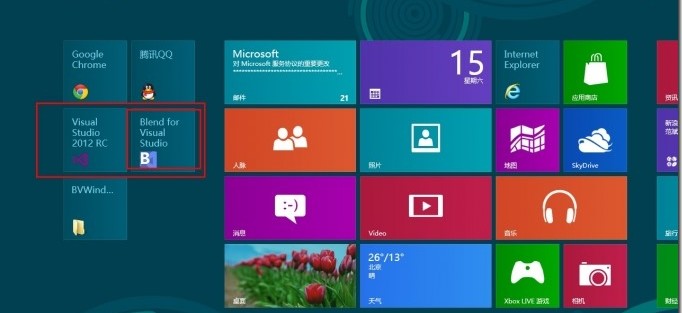 Google
Chrome
腾讯QQ
Visual
Studio
2012 RC
Blend for
Visual
Studio
BVWind...
Microsoft
对 Microsoft 服务协议的重要更改
邮件
21
15
星期六
Internet
Explorer
应用商店
人脉
照片
地图
SkyDrive
消息
Video
音乐
桌面
26°/13°
北京
晴
天气
Xbox LIVE 游戏
相机
资讯
新浪
旅行
财经